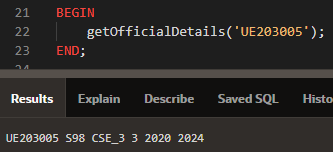 21 BEGIN
22 getOfficialDetails('UE203005');
23 END;
Results Explain Describe Saved SQL Histo
UE203005 S98 CSE_3 3 2020 2024